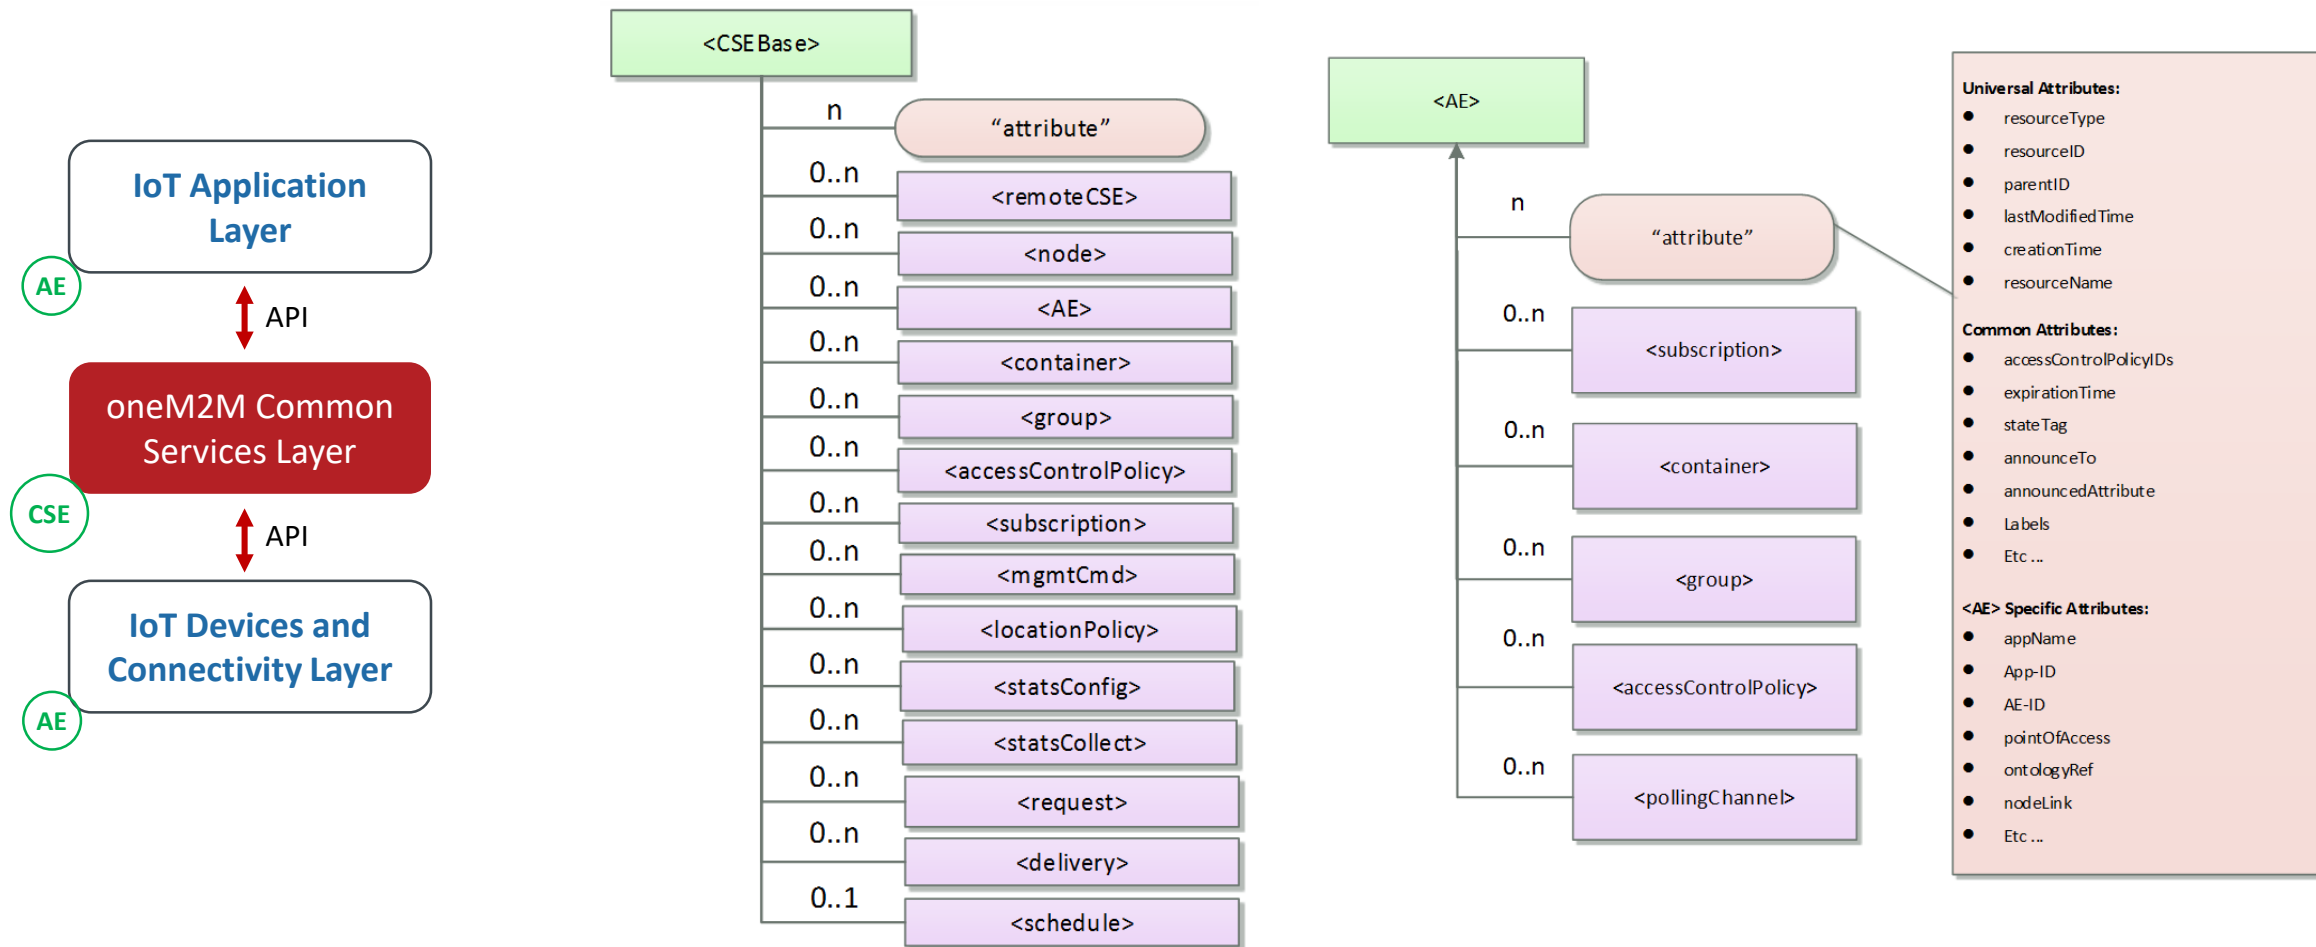 IoT Application
Layer
AE
API
oneM2M Common
Services Layer
CSE
API
IoT Devices and
Connectivity Layer
AE
<CSEBase>
n
“attribute”
0..n
<remoteCSE>
0..n
<node>
0..n
<AE>
0..n
<container>
0..n
<group>
0..n
<accessControlPolicy>
0..n
<subscription>
0..n
<mgmtCmd>
0..n
<locationPolicy>
0..n
<statsConfig>
0..n
<statsCollect>
0..n
<request>
0..n
<delivery>
0..1
<schedule>
<AE>
n
“attribute”
0..n
<subscription>
0..n
<container>
0..n
<group>
0..n
<accessControlPolicy>
0..n
<pollingChannel>
Universal Attributes:
● resourceType
● resourceID
● parentID
● lastModifiedTime
● creationTime
● resourceName
Common Attributes:
● accessControlPolicyIDs
● expirationTime
● stateTag
● announceTo
● announcedAttribute
● Labels
● Etc ...
<AE> Specific Attributes:
● appName
● App-ID
● AE-ID
● pointOfAccess
● ontologyRef
● nodeLink
● Etc ...